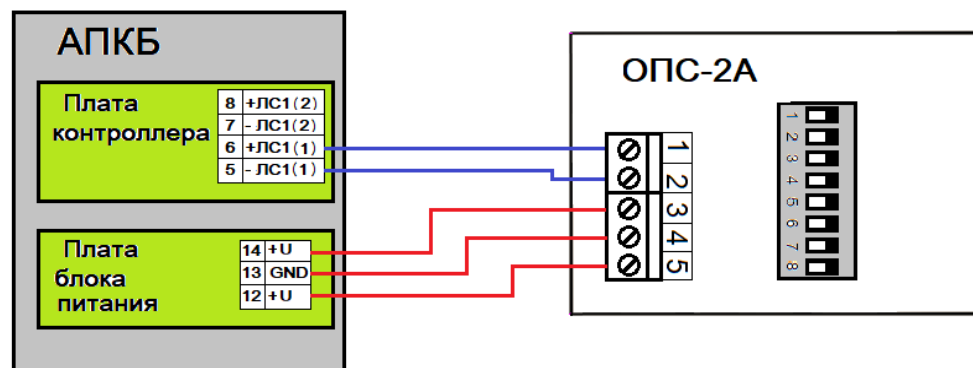 АПКБ
Плата
контроллера
8 +ЛС1(2)
7 - ЛС1(2)
6 +ЛС1(1)
5 - ЛС1(1)
Плата
блока
питания
14 +U
13 GND
12 +U
ОПС-2А
1
2
3
4
5
1
2
3
4
5
6
7
8